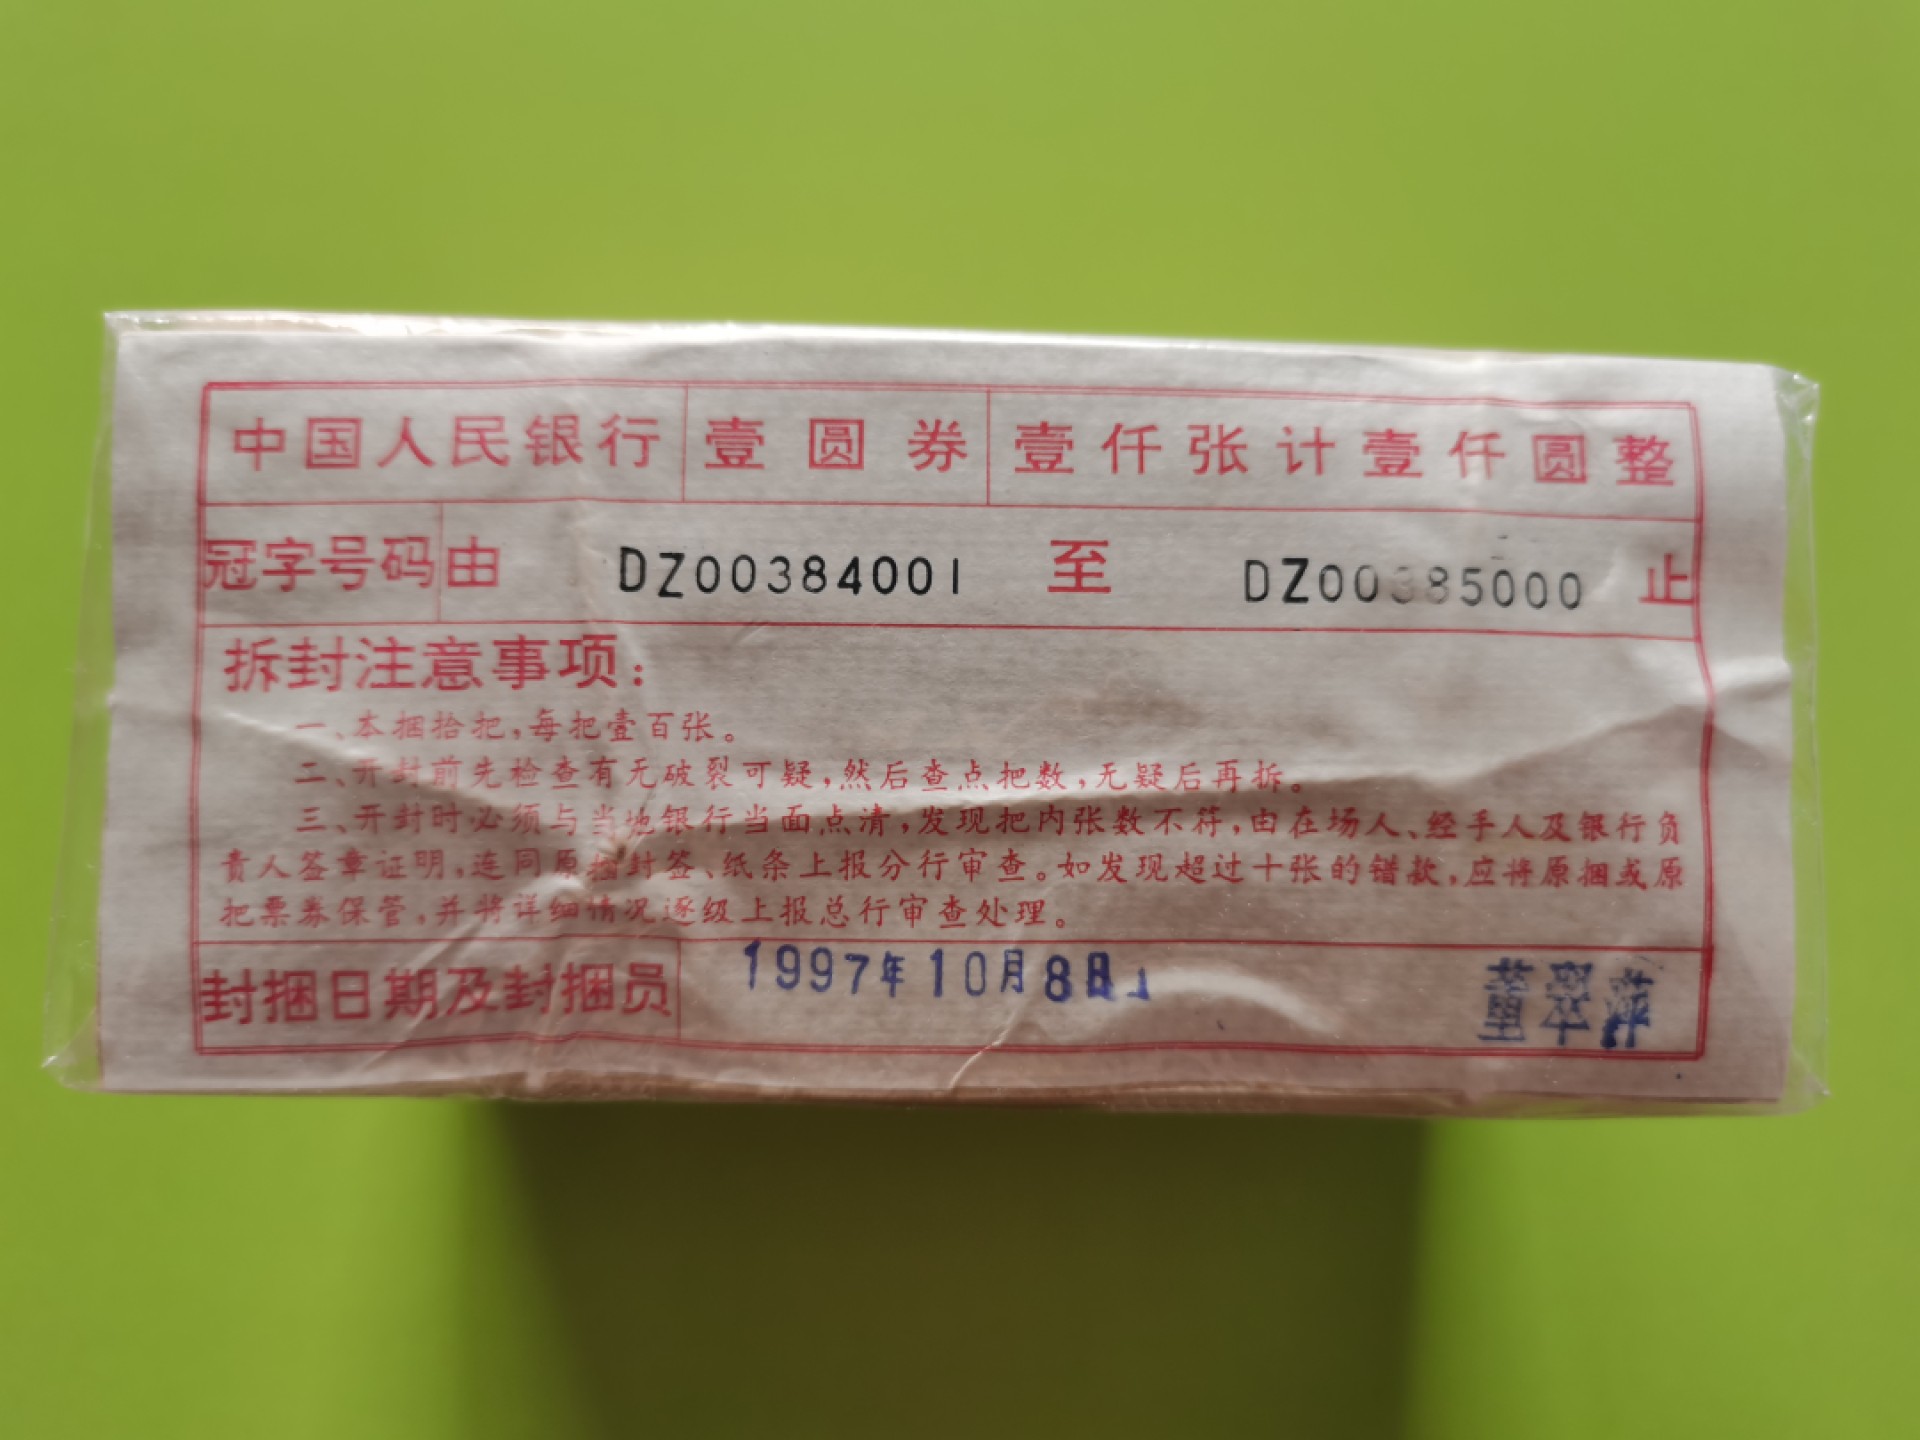 中国人民银行 壹圆券 壹仟张计壹仟圆整
冠字号码 由 DZ00384001 至 DZ00385000 止
拆封注意事项：
一、本捆拾把，每把壹百张。
二、开封前先检查有无破裂可疑，然后查点把数，无疑后再拆。
三、开封时必须与当地银行当面点清，发现把内张数不符，由在场人、经手人及银行负
责人签章证明，连同原捆封签、纸条上报分行审查。如发现超过十张的错款，应将原捆或原
把票券保管，并将详细情况逐级上报总行审查处理。
封捆日期及封捆员 1997年10月8日